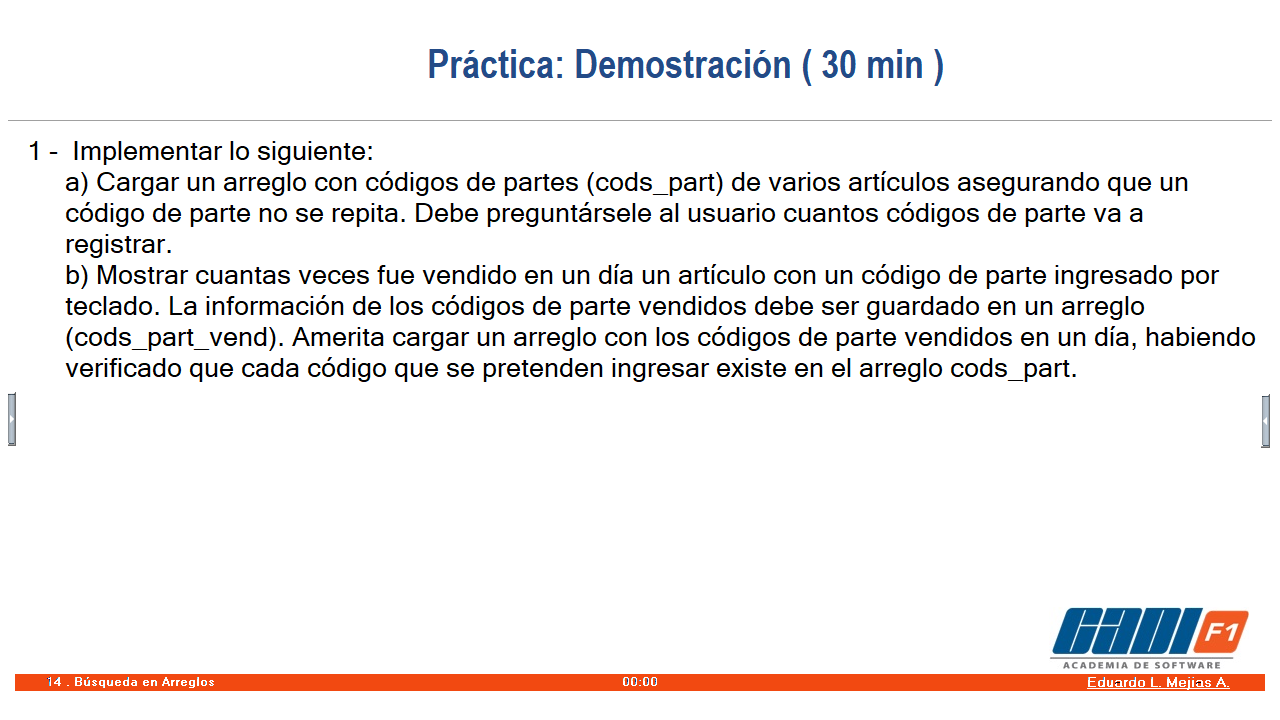 Práctica: Demostración ( 30 min )
1 - Implementar lo siguiente:
a) Cargar un arreglo con códigos de partes (cods_part) de varios artículos asegurando que un
código de parte no se repita. Debe preguntársele al usuario cuantos códigos de parte va a
registrar.
b) Mostrar cuantas veces fue vendido en un día un artículo con un código de parte ingresado por
teclado. La información de los códigos de parte vendidos debe ser guardado en un arreglo
(cods_part_vend). Amerita cargar un arreglo con los códigos de parte vendidos en un día, habiendo
verificado que cada código que se pretenden ingresar existe en el arreglo cods_part.
CADI F1
ACADEMIA DE SOFTWARE
14 . Búsqueda en Arreglos 00:00 Eduardo L. Mejias A.